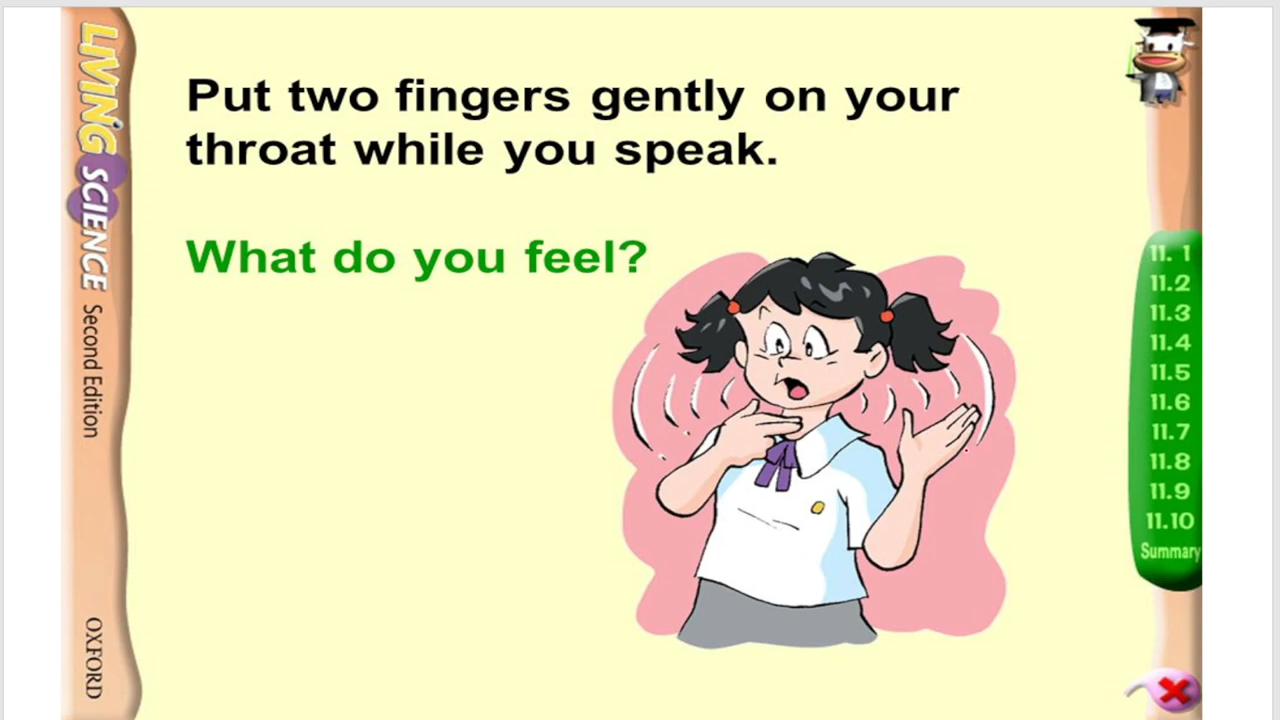 Put two fingers gently on your
throat while you speak.
What do you feel?
LIVING SCIENCE Second Edition
OXFORD
11.1
11.2
11.3
11.4
11.5
11.6
11.7
11.8
11.9
11.10
Summary